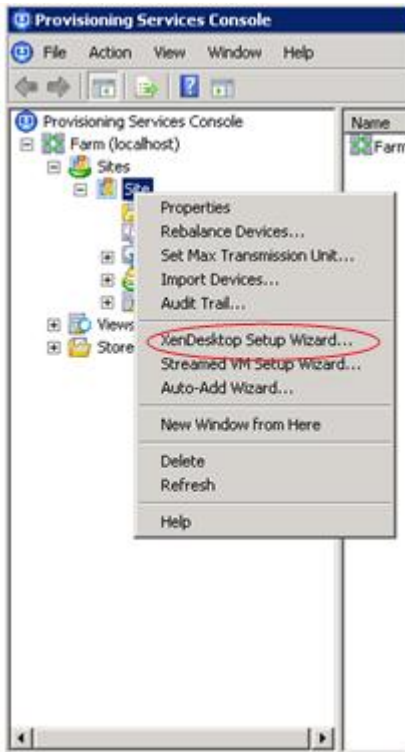 Provisioning Services Console
File Action View Window Help
Provisioning Services Console
Farm (localhost)
Sites
Site
Views
Store
Name
Farm
Properties
Rebalance Devices...
Set Max Transmission Unit...
Import Devices...
Audit Trail...
XenDesktop Setup Wizard...
Streamed VM Setup Wizard...
Auto-Add Wizard...
New Window from Here
Delete
Refresh
Help